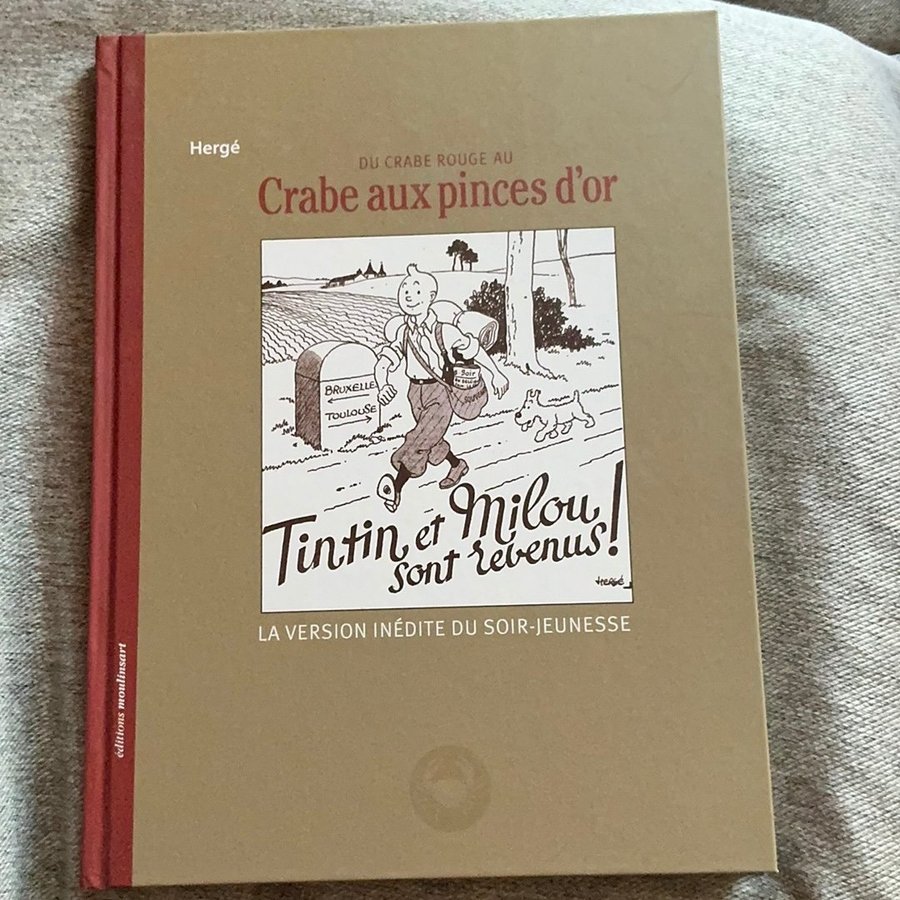 Hergé
DU CRABE ROUGE AU
Crabe aux pinces d'or
BRUXELLE
TOULOUSE
Soir
Tintin et Milou
sont revenus!
HERGÉ
LA VERSION INÉDITE DU SOIR-JEUNESSE
éditions moulinsart